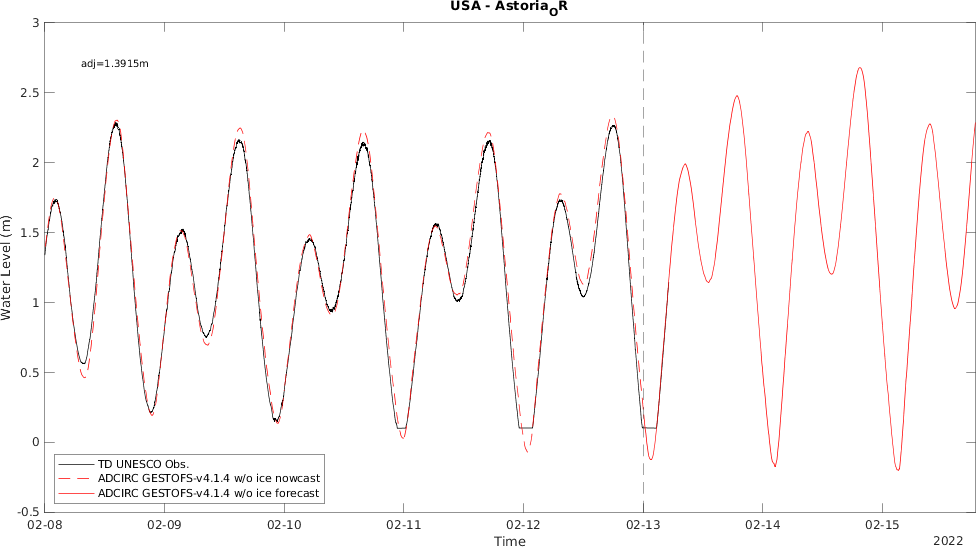 USA - Astoria_OR
3
adj=1.3915m
2.5
2
1.5
1
0.5
0
-0.5
Water Level (m)
TD UNESCO Obs.
ADCIRC GESTOFS-v4.1.4 w/o ice nowcast
ADCIRC GESTOFS-v4.1.4 w/o ice forecast
02-08 02-09 02-10 02-11 02-12 02-13 02-14 02-15
Time
2022